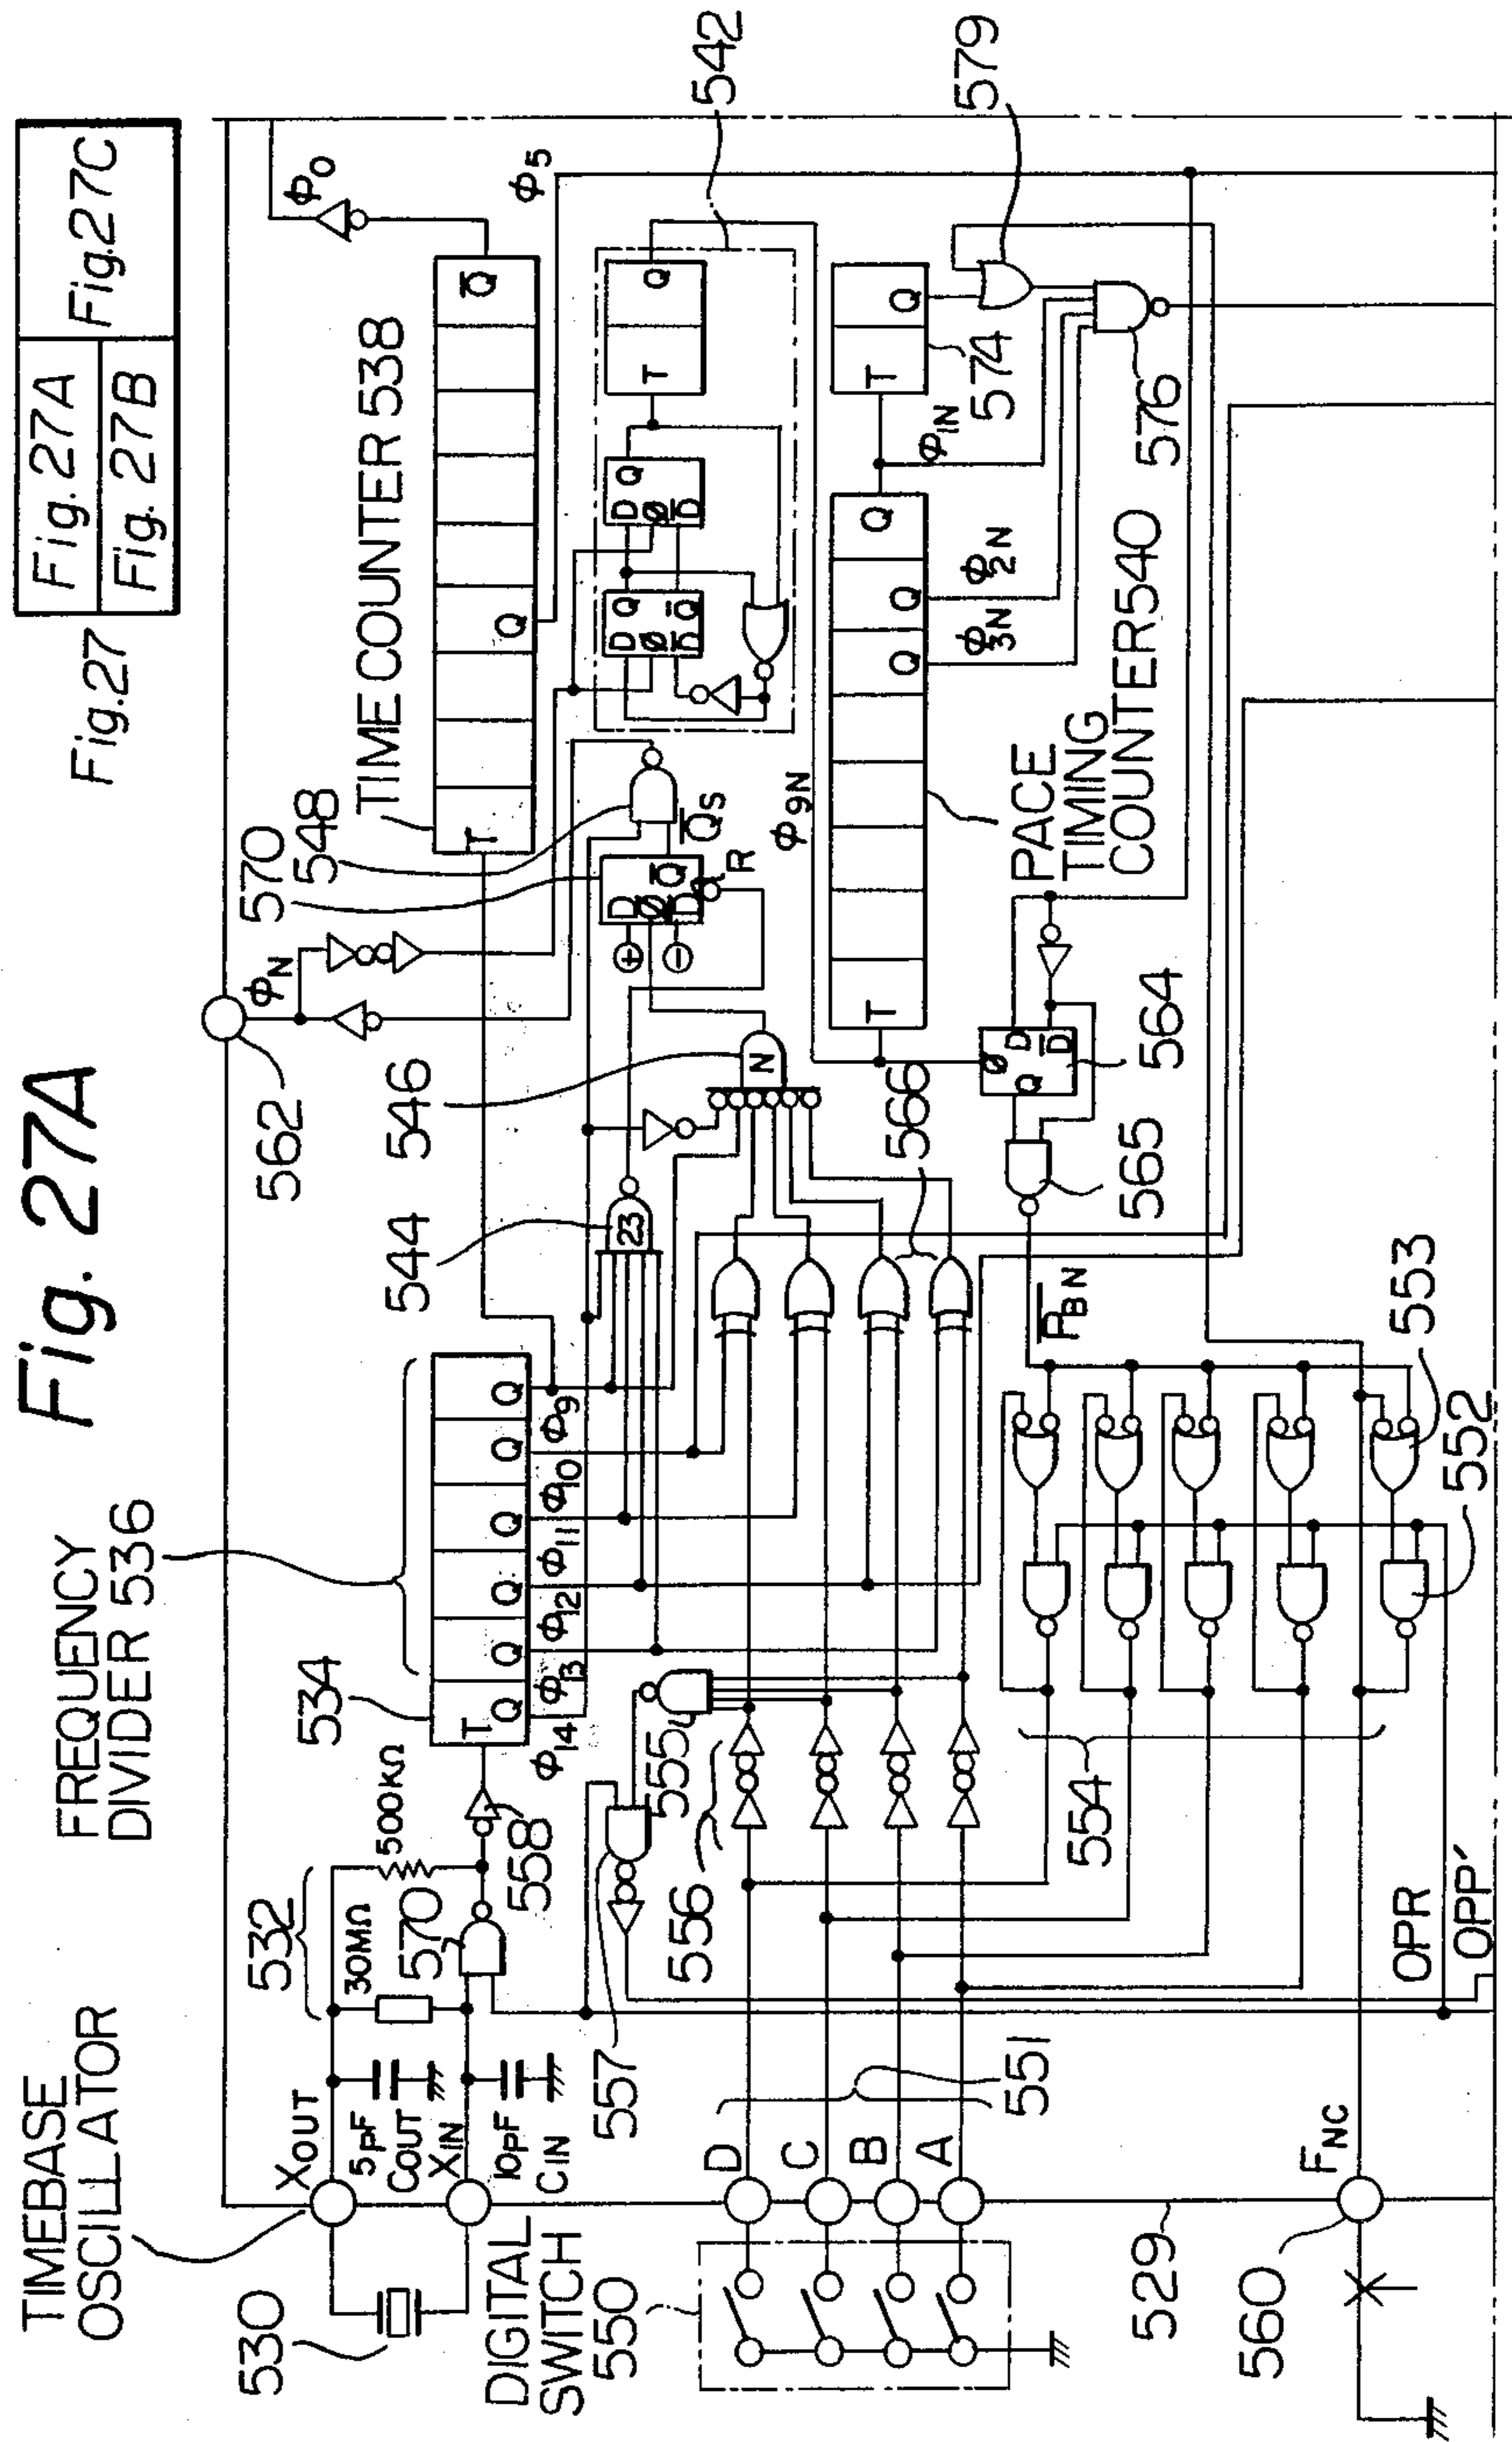 Fig. 27A
Fig.27
Fig. 27A
Fig. 27B
Fig.27C
TIMEBASE
OSCILLATOR
FREQUENCY
DIVIDER 536
TIME COUNTER 538
530
XOUT
5pF
COUT
XIN
10pF
CIN
532
30MΩ
500KΩ
570
558
534
T
Q
Q
Q
Q
Q
Q
Φ14
Φ13
Φ12
Φ11
Φ10
Φ9
562
ΦN
570
548
T
Q
Q̅
Φ0
Φ5
542
544
23
546
N
D
Ø
D̅
Q̅
Q̅S
R
D
Ø
D̅
Q
Q̅
D
Ø
D̅
Q
T
Q
579
DIGITAL
SWITCH
550
D
C
B
A
551
557
556
555
566
Φ9N
T
Q
Q
Q
Φ3N
Φ2N
Φ1N
T
Q
574
576
PACE
TIMING
COUNTER 540
564
Ø
D
D̅
Q
565
P̅B̅N̅
553
552
554
OPR
OPP'
529
560
FNC